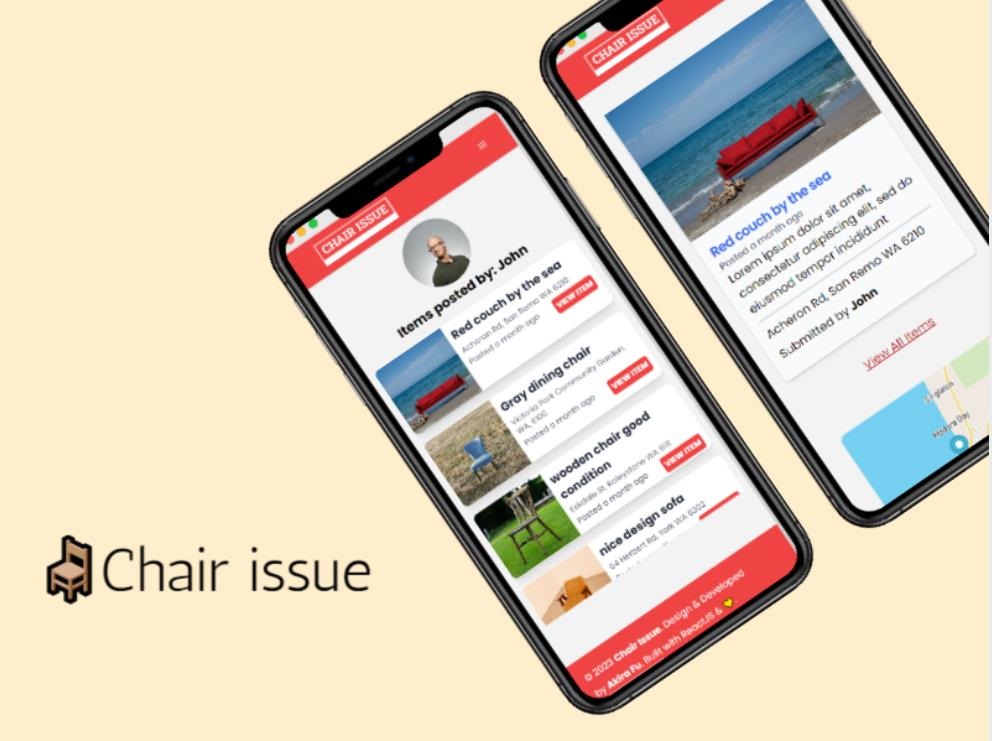 CHAIR ISSUE
Items posted by: John
Red couch by the sea
Acheron Rd, San Remo WA 6210
Posted a month ago
VIEW ITEM
Gray dining chair
Victoria Park Community Garden,
WA, 6100
Posted a month ago
VIEW ITEM
wooden chair good
condition
Eskdale St, Roleystone WA 6111
Posted a month ago
VIEW ITEM
nice design sofa
64 Herbert Rd, York WA 6302
© 2023 Chair Issue. Design & Developed
by Akira Fu. Built with ReactJS & 💛
CHAIR ISSUE
Red couch by the sea
Posted a month ago
Lorem ipsum dolor sit amet,
consectetur adipiscing elit, sed do
eiusmod tempor incididunt
Acheron Rd, San Remo WA 6210
Submitted by John
View All Items
Singleton
Madora Bay
Chair issue